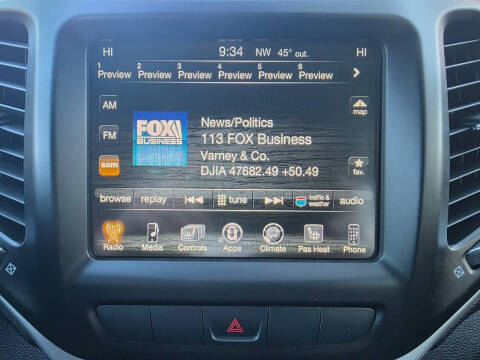 HI 9:34 NW 45° out. HI
1 2 3 4 5 6
Preview Preview Preview Preview Preview Preview
AM
FM
sxm
FOX
BUSINESS
News/Politics
113 FOX Business
Varney & Co.
DJIA 47682.49 +50.49
map
fav.
browse replay tune traffic & weather audio
Radio Media Controls Apps Climate Pas Heat Phone